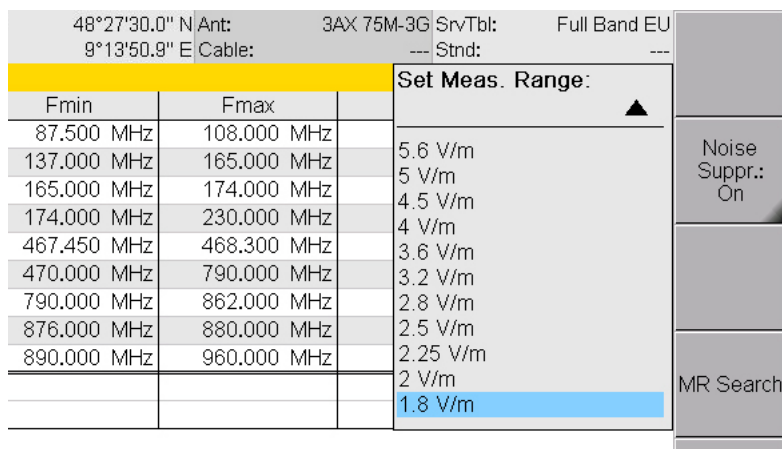 48°27'30.0" N Ant: 3AX 75M-3G SrvTbl: Full Band EU
9°13'50.9" E Cable: --- Stnd: ---
Set Meas. Range:
Fmin Fmax
87.500 MHz 108.000 MHz
137.000 MHz 165.000 MHz
165.000 MHz 174.000 MHz
174.000 MHz 230.000 MHz
467.450 MHz 468.300 MHz
470.000 MHz 790.000 MHz
790.000 MHz 862.000 MHz
876.000 MHz 880.000 MHz
890.000 MHz 960.000 MHz
5.6 V/m
5 V/m
4.5 V/m
4 V/m
3.6 V/m
3.2 V/m
2.8 V/m
2.5 V/m
2.25 V/m
2 V/m
1.8 V/m
Noise
Suppr.:
On
MR Search